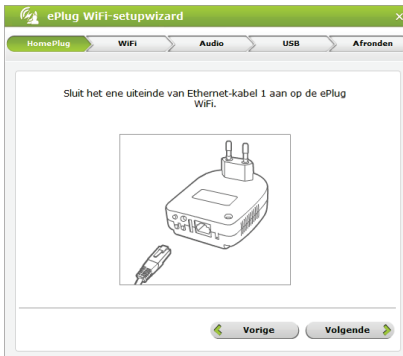 ePlug WiFi-setupwizard
HomePlug
WiFi
Audio
USB
Afronden
Sluit het ene uiteinde van Ethernet-kabel 1 aan op de ePlug
WiFi.
Vorige
Volgende